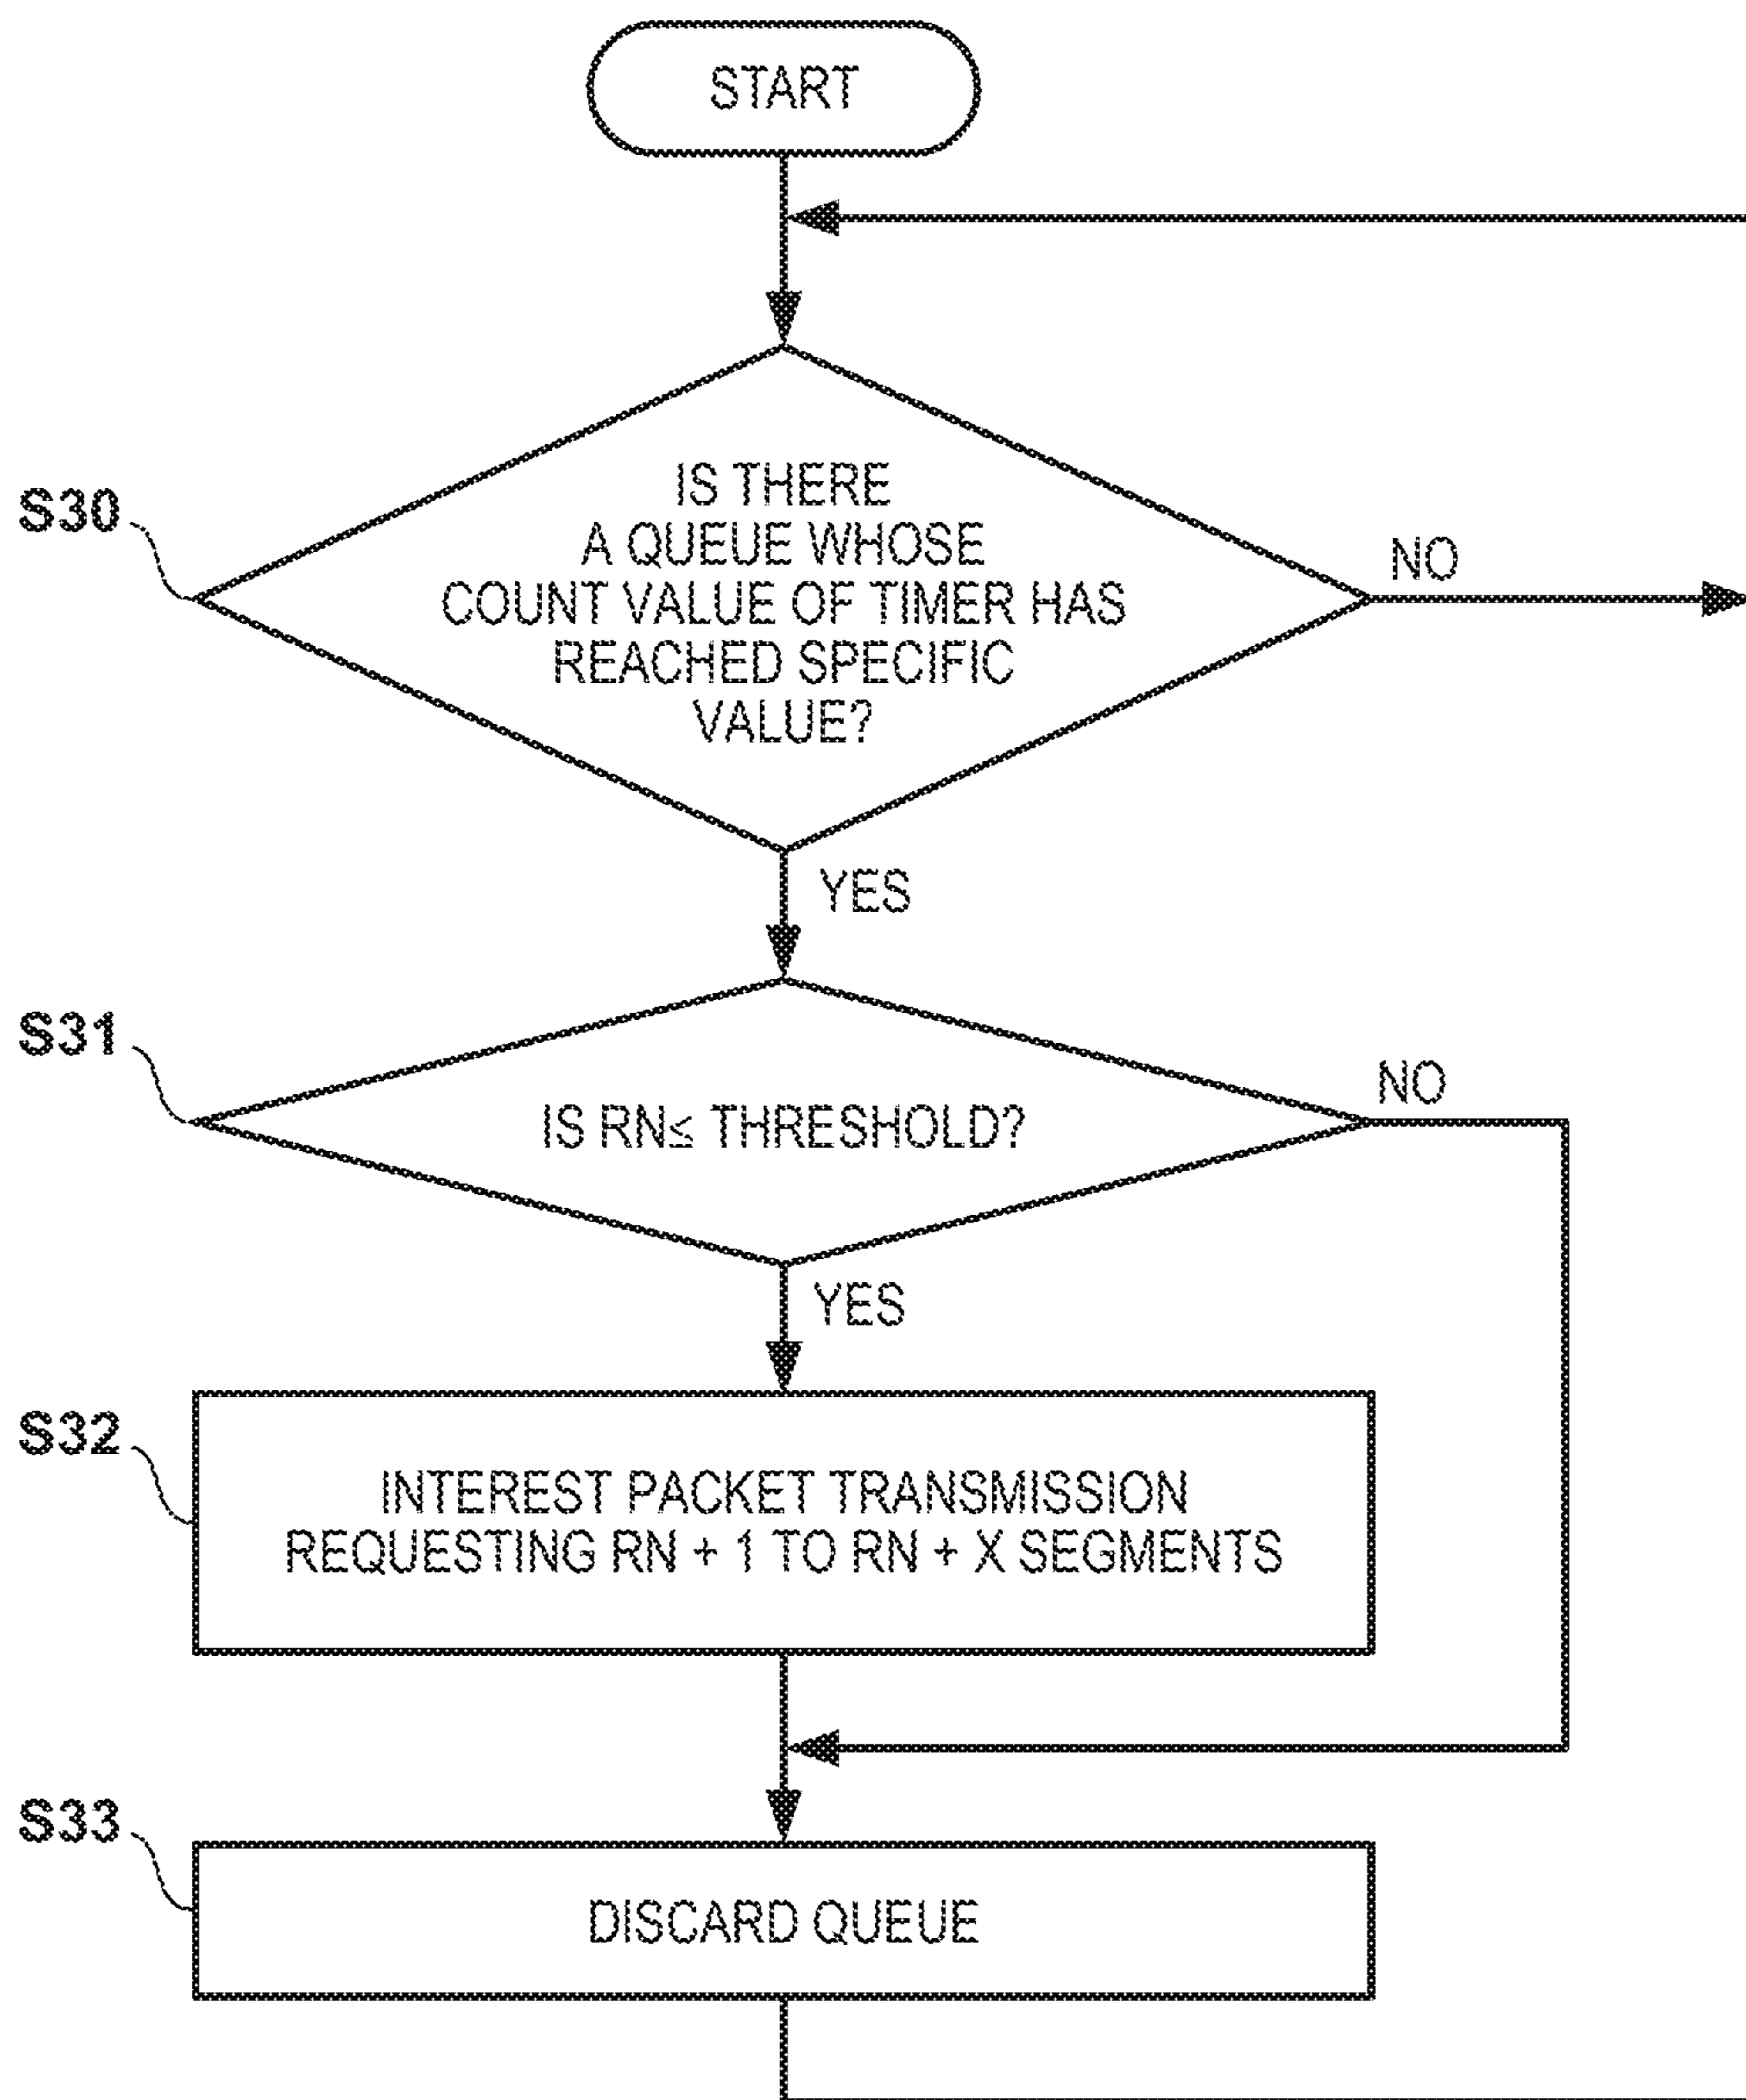 START
S30
IS THERE
A QUEUE WHOSE
COUNT VALUE OF TIMER HAS
REACHED SPECIFIC
VALUE?
NO
YES
S31
IS RN≤ THRESHOLD?
NO
YES
S32
INTEREST PACKET TRANSMISSION
REQUESTING RN + 1 TO RN + X SEGMENTS
S33
DISCARD QUEUE